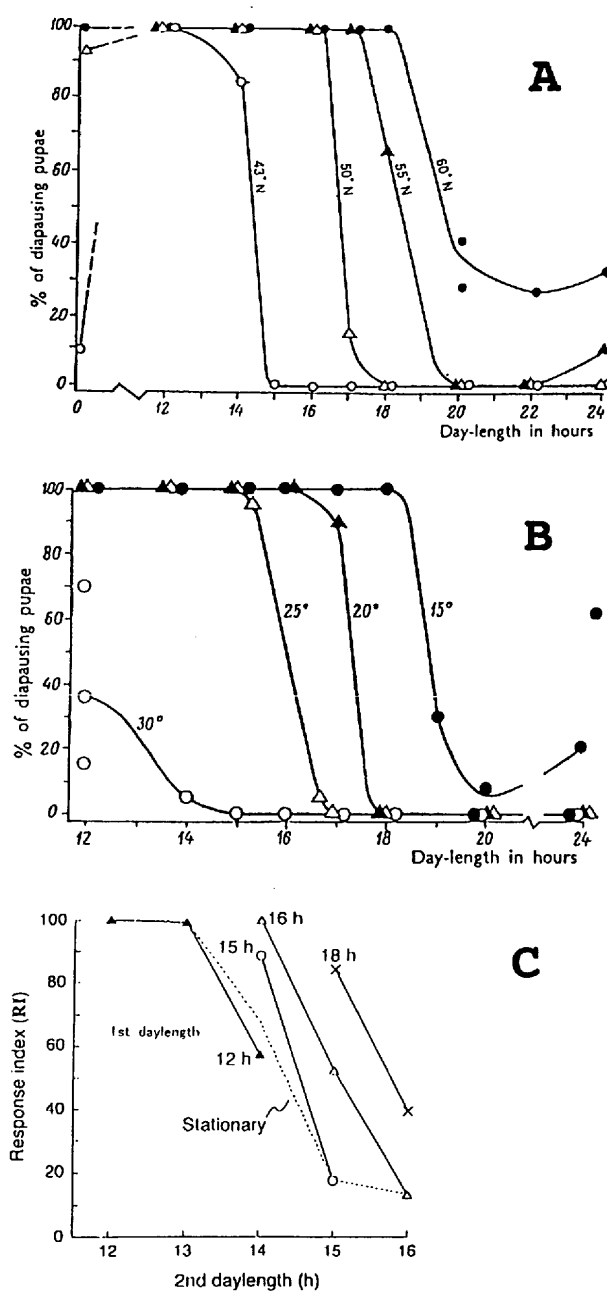 A
% of diapausing pupae
100
80
60
40
20
0
43°N
50°N
55°N
60°N
0
12
14
16
18
20
22
24
Day-length in hours
B
% of diapausing pupae
100
80
60
40
20
0
30°
25°
20°
15°
12
14
15
16
18
20
24
Day-length in hours
C
Response index (RI)
100
80
60
40
20
0
1st daylength
12 h
15 h
16 h
18 h
Stationary
12
13
14
15
16
2nd daylength (h)